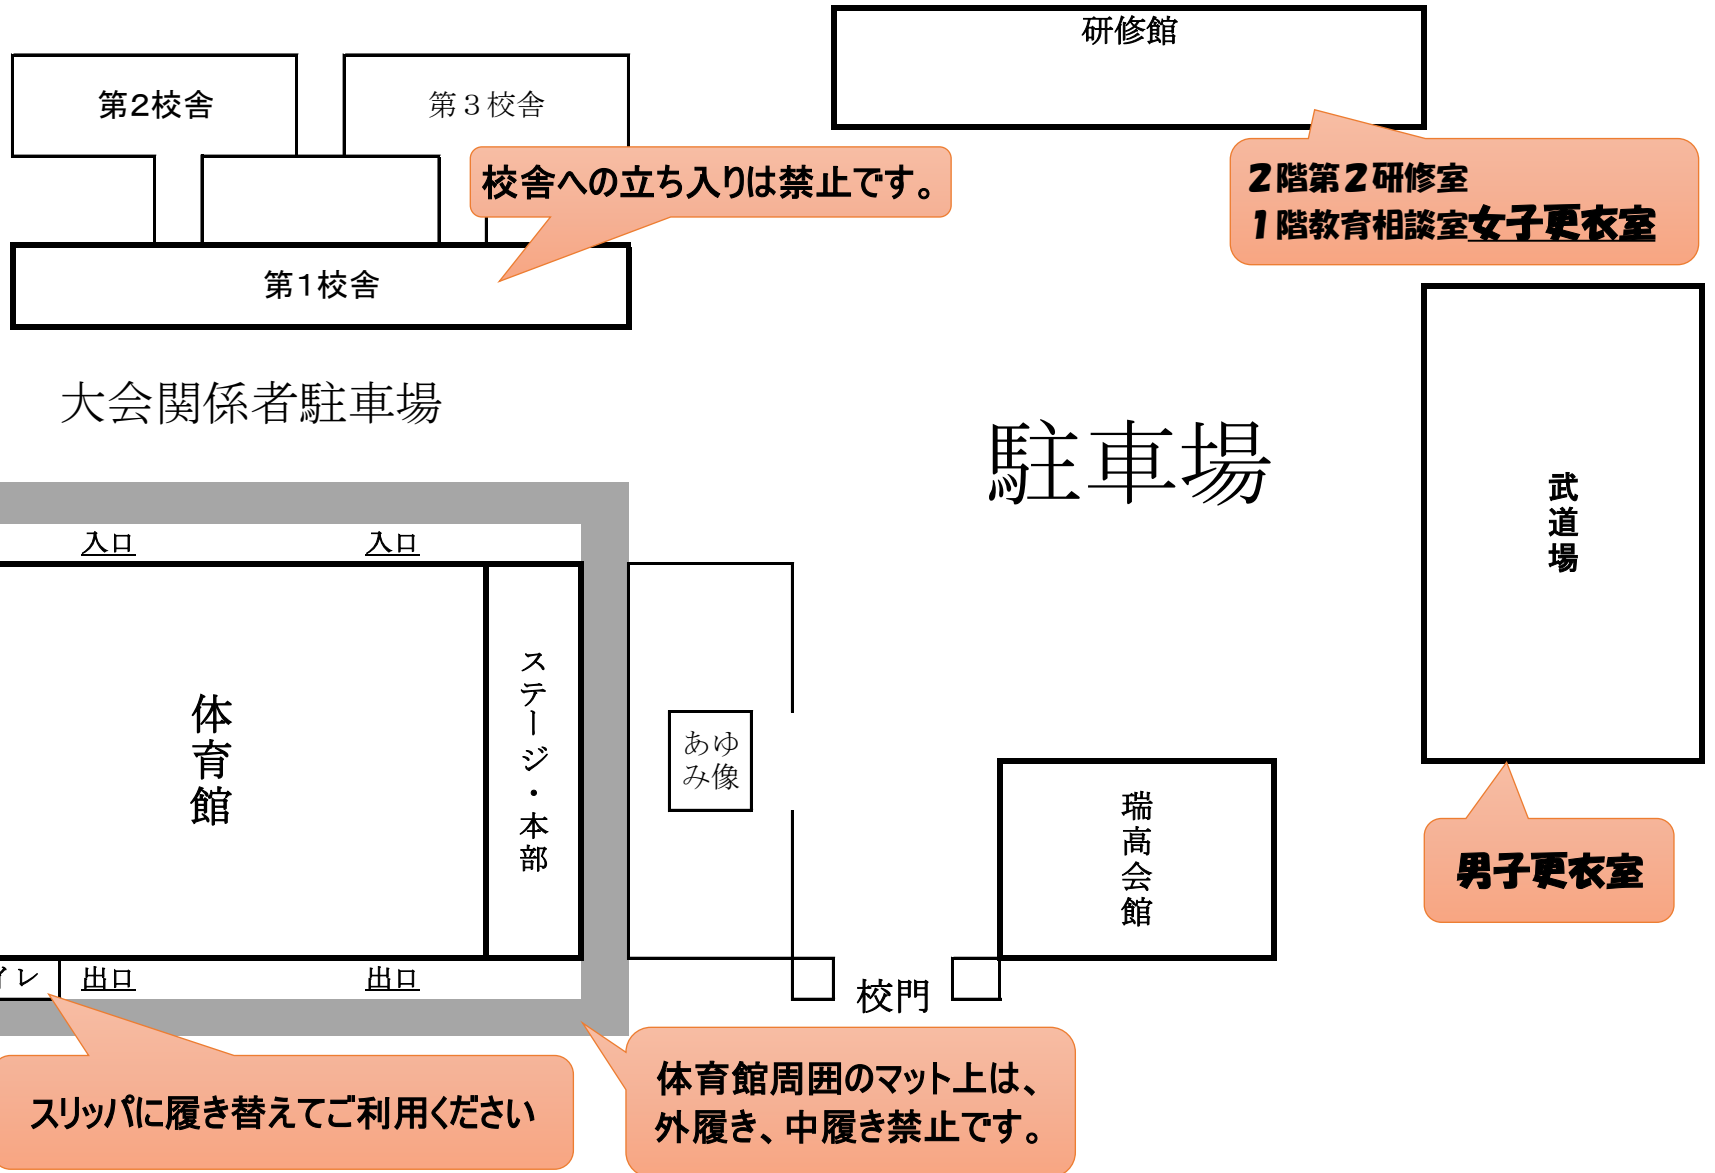 研修館
第2校舎
第３校舎
校舎への立ち入りは禁止です。
２階第２研修室
１階教育相談室女子更衣室
第１校舎
大会関係者駐車場
駐車場
武道場
入口
入口
体育館
ステージ・本部
あゆ
み像
瑞高会館
男子更衣室
イレ
出口
出口
校門
スリッパに履き替えてご利用ください
体育館周囲のマット上は、
外履き、中履き禁止です。